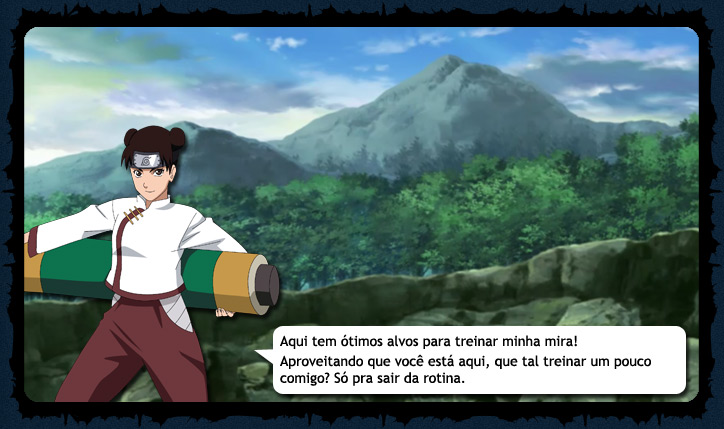 Aqui tem ótimos alvos para treinar minha mira!
Aproveitando que você está aqui, que tal treinar um pouco
comigo? Só pra sair da rotina.